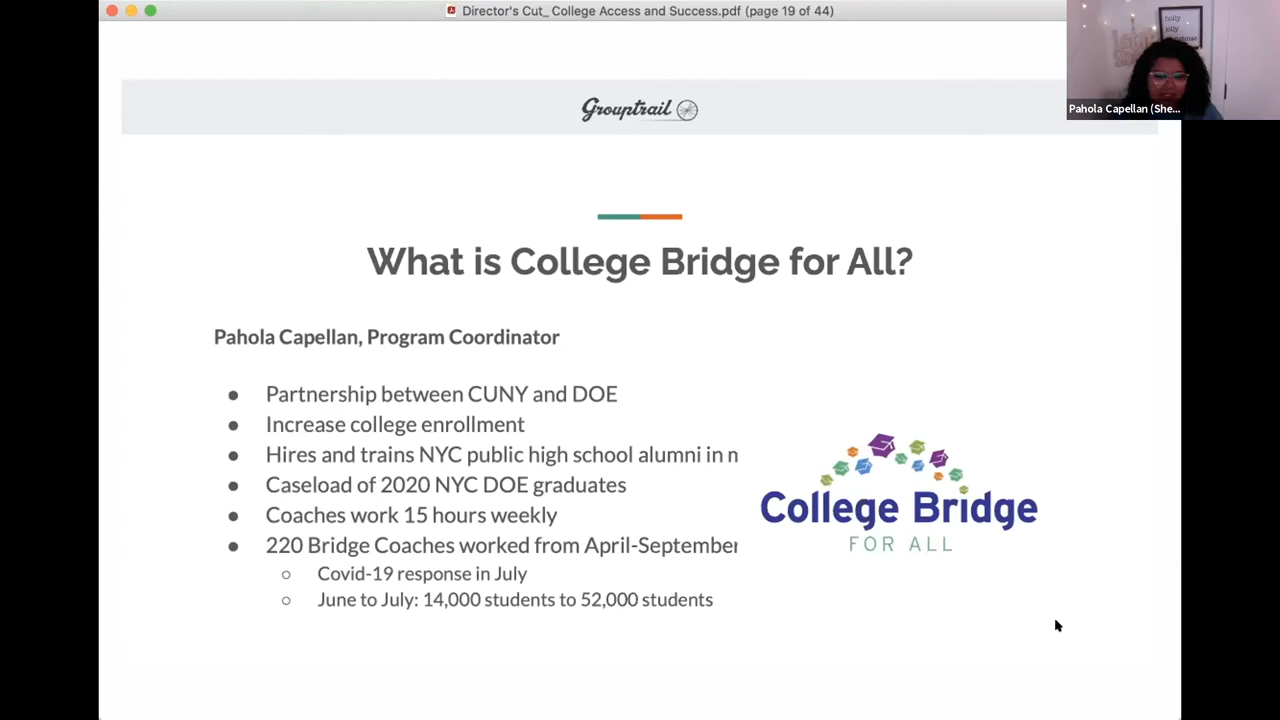 Director's Cut_ College Access and Success.pdf (page 19 of 44)
holly
jolly
christmas
Pahola Capellan (She...
Grouptrail
What is College Bridge for All?
Pahola Capellan, Program Coordinator
● Partnership between CUNY and DOE
● Increase college enrollment
● Hires and trains NYC public high school alumni in n
● Caseload of 2020 NYC DOE graduates
● Coaches work 15 hours weekly
● 220 Bridge Coaches worked from April-September
○ Covid-19 response in July
○ June to July: 14,000 students to 52,000 students
College Bridge
FOR ALL